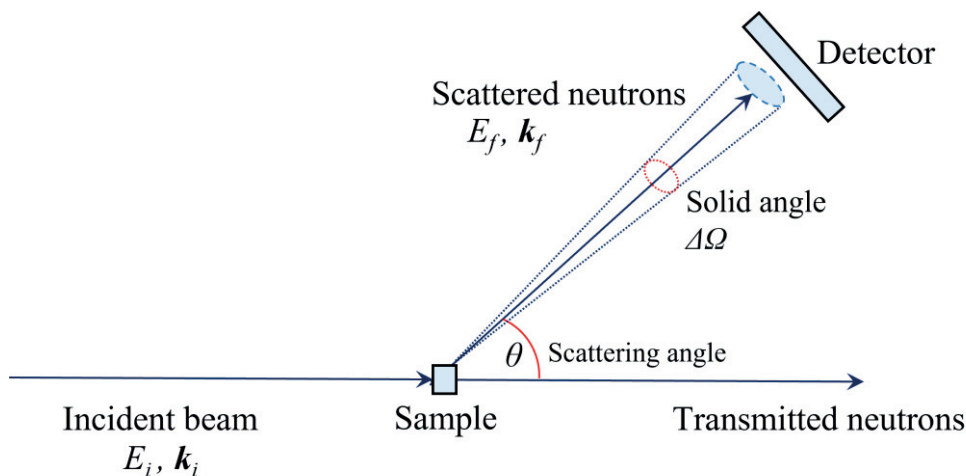 Detector
Scattered neutrons
E_f, k_f
Solid angle
ΔΩ
θ
Scattering angle
Incident beam
E_i, k_i
Sample
Transmitted neutrons